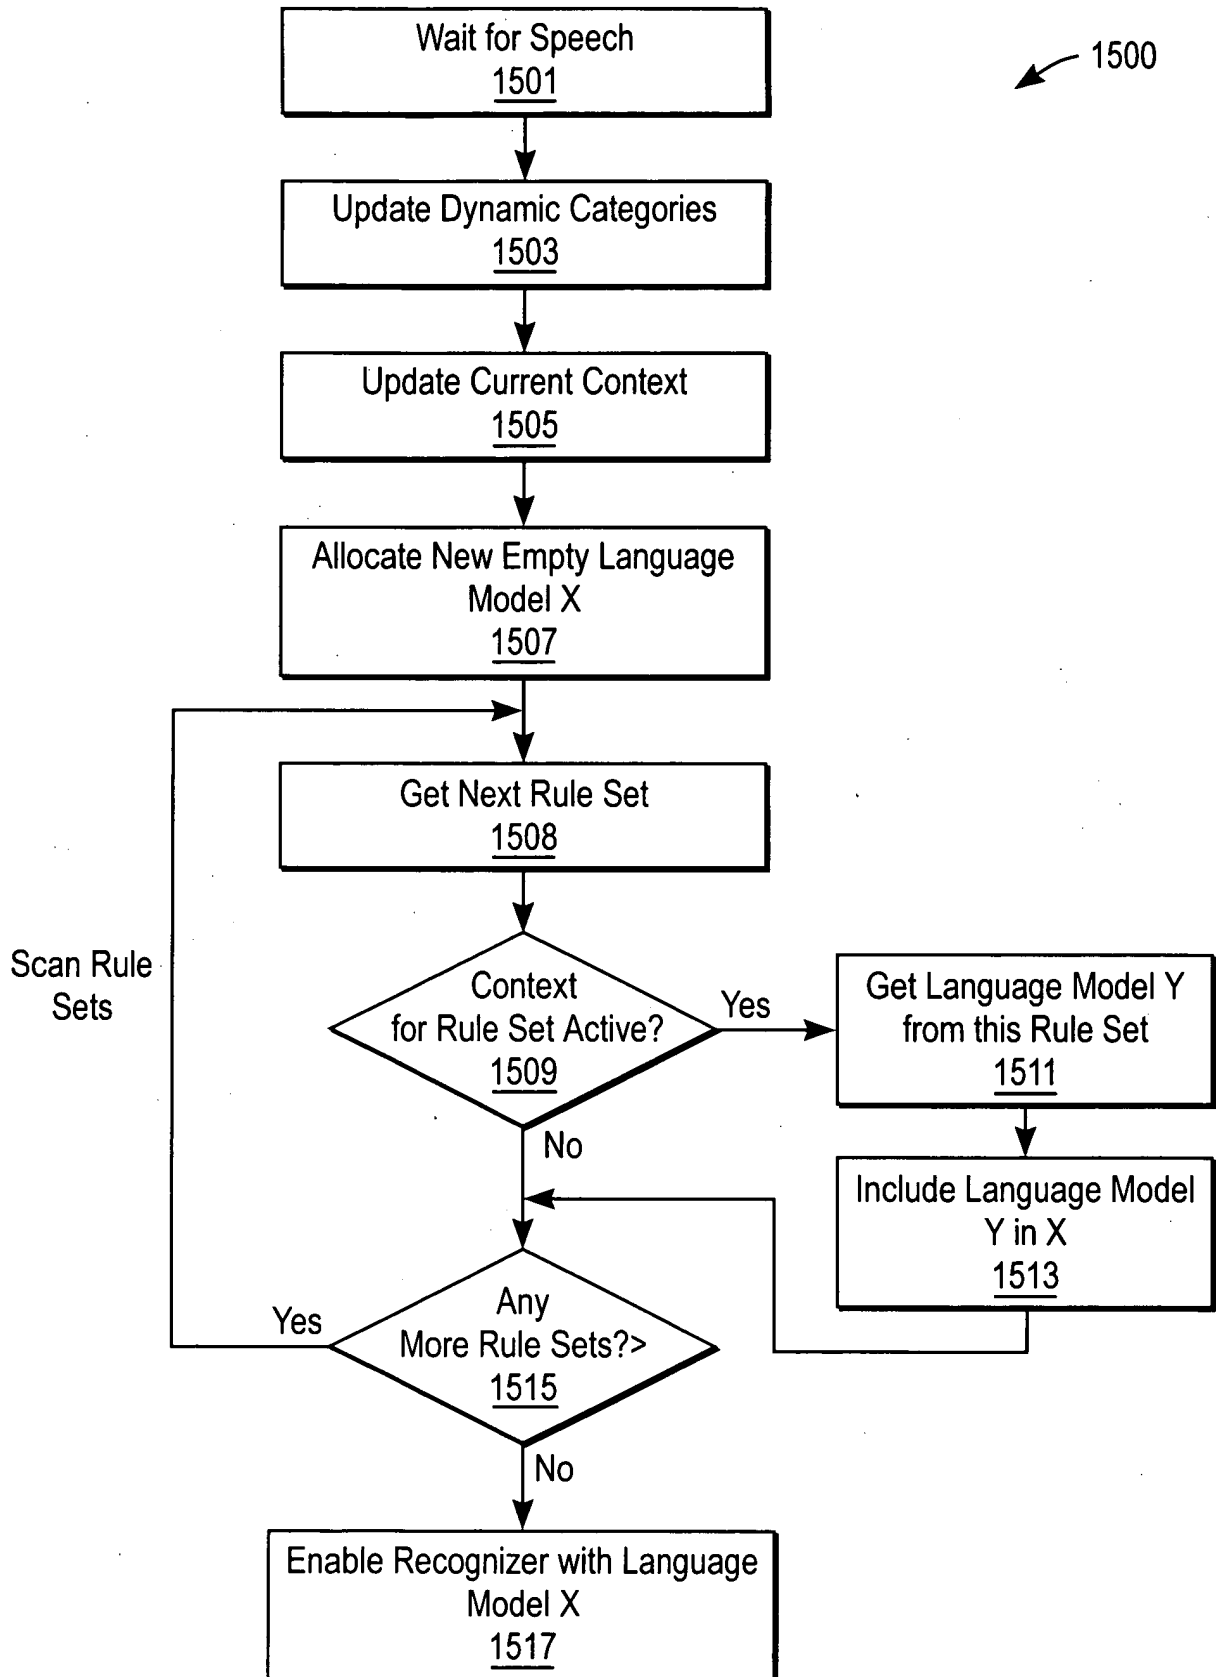 Wait for Speech
1501
1500
Update Dynamic Categories
1503
Update Current Context
1505
Allocate New Empty Language
Model X
1507
Get Next Rule Set
1508
Scan Rule
Sets
Context
for Rule Set Active?
1509
Yes
Get Language Model Y
from this Rule Set
1511
No
Include Language Model
Y in X
1513
Any
More Rule Sets?>
1515
Yes
No
Enable Recognizer with Language
Model X
1517